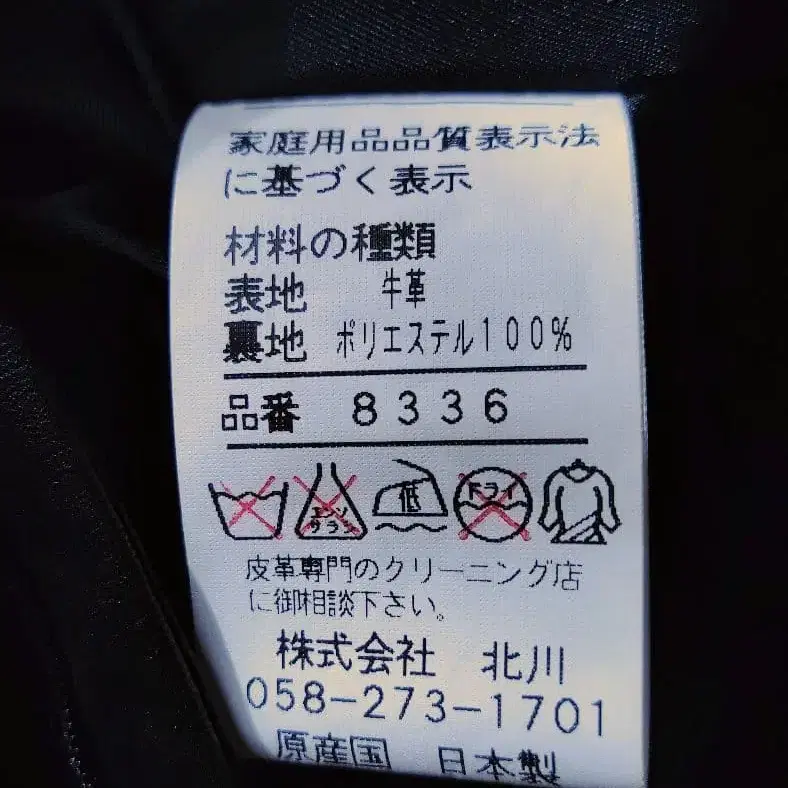 家庭用品品質表示法
に基づく表示
材料の種類
表地 牛革
裏地 ポリエステル100%
品番 8336
エンソ
サラシ
低
ドライ
皮革専門のクリーニング店
に御相談下さい。
株式会社 北川
058-273-1701
原産国 日本製